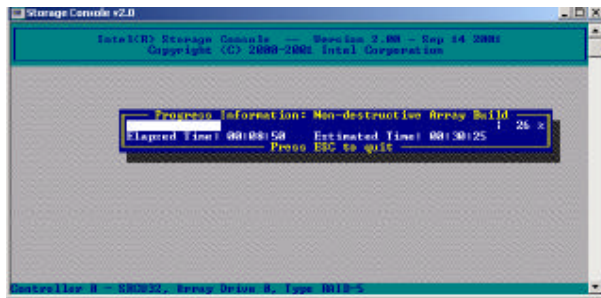 Storage Console v2.0
Intel(R) Storage Console -- Version 2.00 - Sep 14 2001
Copyright (C) 2000-2001 Intel Corporation
Progress Information: Non-destructive Array Build
: 26 %
Elapsed Time: 00:08:50 Estimated Time: 00:30:25
Press ESC to quit
Controller 0 - SRCU32, Array Drive 0, Type RAID-5